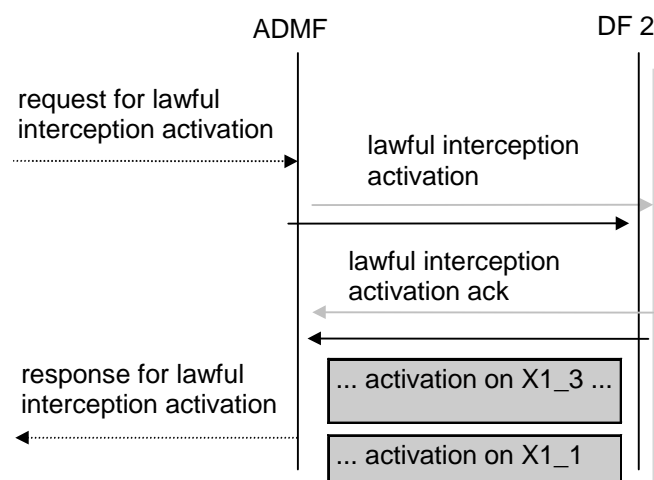 ADMF
DF 2
request for lawful
interception activation
lawful interception
activation
lawful interception
activation ack
response for lawful
interception activation
... activation on X1_3 ...
... activation on X1_1